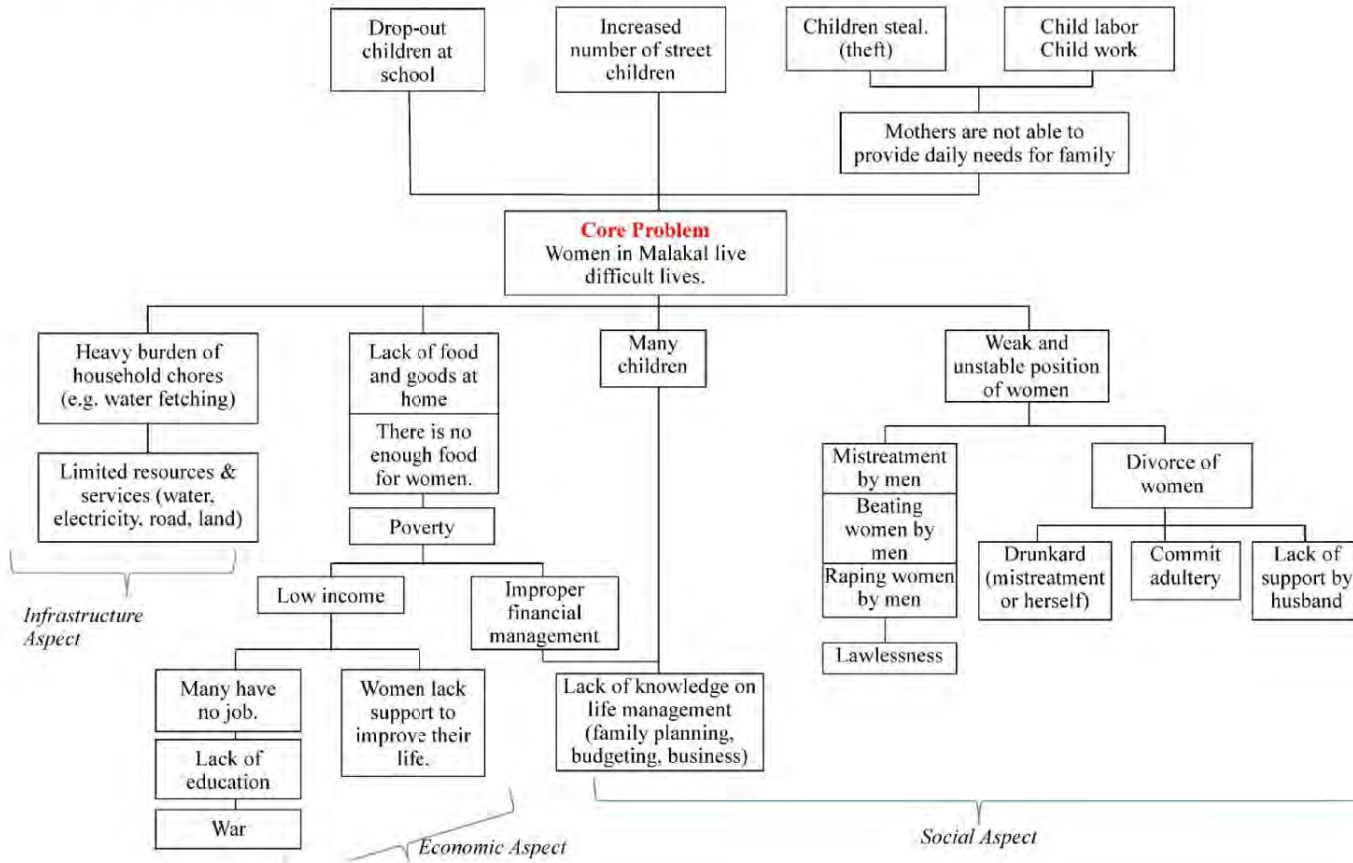 Drop-out
children at
school
Increased
number of street
children
Children steal.
(theft)
Child labor
Child work
Mothers are not able to
provide daily needs for family
Core Problem
Women in Malakal live
difficult lives.
Heavy burden of
household chores
(e.g. water fetching)
Limited resources &
services (water,
electricity, road, land)
Infrastructure
Aspect
Lack of food
and goods at
home
There is no
enough food
for women.
Poverty
Low income
Improper
financial
management
Many have
no job.
Lack of
education
War
Women lack
support to
improve their
life.
Economic Aspect
Many
children
Lack of knowledge on
life management
(family planning,
budgeting, business)
Weak and
unstable position
of women
Mistreatment
by men
Beating
women by
men
Raping women
by men
Lawlessness
Divorce of
women
Drunkard
(mistreatment
or herself)
Commit
adultery
Lack of
support by
husband
Social Aspect